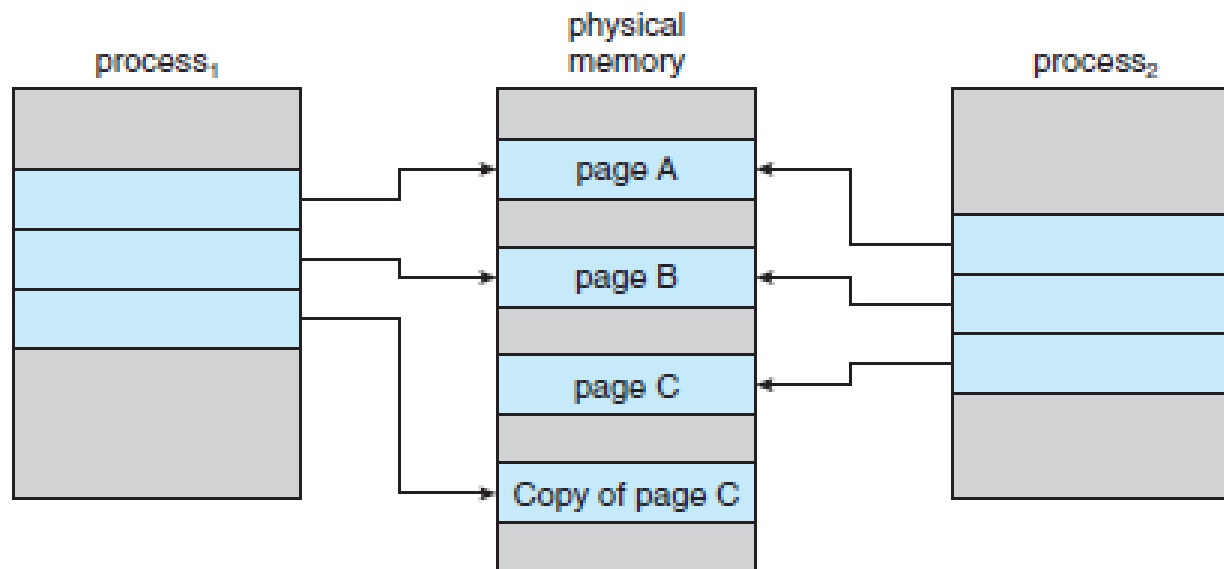 process₁
physical
memory
process₂
page A
page B
page C
Copy of page C